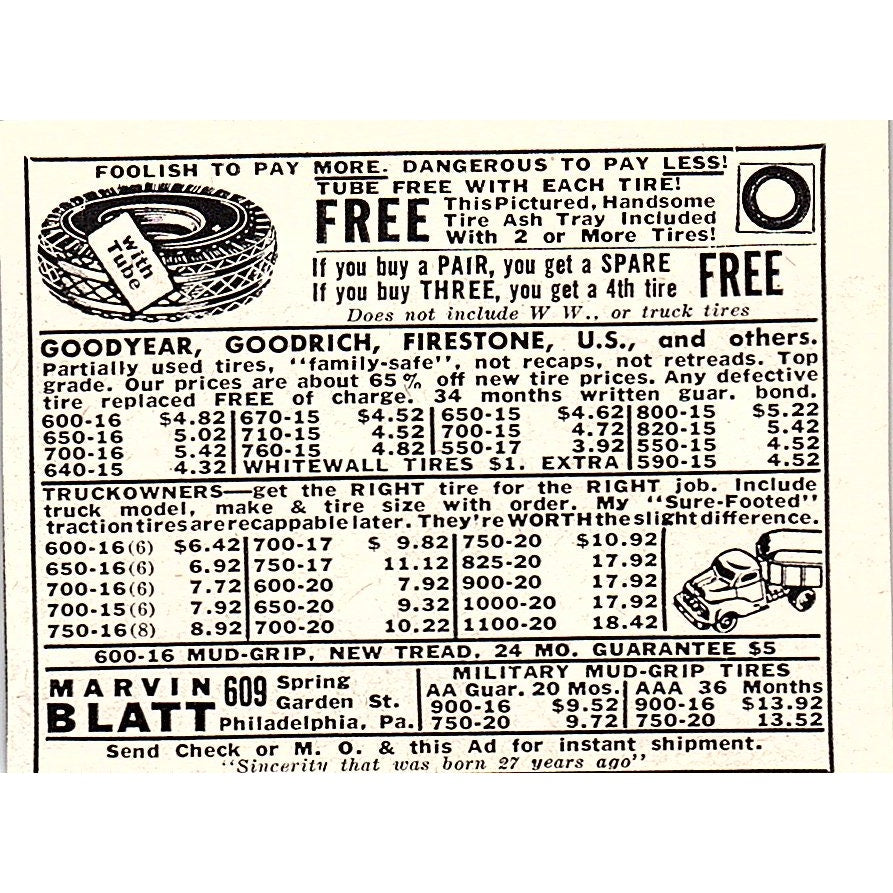 FOOLISH TO PAY MORE. DANGEROUS TO PAY LESS!
TUBE FREE WITH EACH TIRE!
With
Tube
FREE This Pictured, Handsome
Tire Ash Tray Included
With 2 or More Tires!
If you buy a PAIR, you get a SPARE FREE
If you buy THREE, you get a 4th tire
Does not include W W., or truck tires
GOODYEAR, GOODRICH, FIRESTONE, U.S., and others.
Partially used tires, "family-safe", not recaps, not retreads. Top
grade. Our prices are about 65% off new tire prices. Any defective
tire replaced FREE of charge. 34 months written guar. bond.
600-16 $4.82 670-15 $4.52 650-15 $4.62 800-15 $5.22
650-16 5.02 710-15 4.52 700-15 4.72 820-15 5.42
700-16 5.42 760-15 4.82 550-17 3.92 550-15 4.52
640-15 4.32 WHITEWALL TIRES $1. EXTRA 590-15 4.52
TRUCKOWNERS—get the RIGHT tire for the RIGHT job. Include
truck model, make & tire size with order. My "Sure-Footed"
traction tires are recappable later. They're WORTH the slight difference.
600-16(6) $6.42 700-17 $ 9.82 750-20 $10.92
650-16(6) 6.92 750-17 11.12 825-20 17.92
700-16(6) 7.72 600-20 7.92 900-20 17.92
700-15(6) 7.92 650-20 9.32 1000-20 17.92
750-16(8) 8.92 700-20 10.22 1100-20 18.42
600-16 MUD-GRIP, NEW TREAD, 24 MO. GUARANTEE $5
MARVIN BLATT
609 Spring
Garden St.
Philadelphia, Pa.
MILITARY MUD-GRIP TIRES
AA Guar. 20 Mos. AAA 36 Months
900-16 $9.52 900-16 $13.92
750-20 9.72 750-20 13.52
Send Check or M. O. & this Ad for instant shipment.
"Sincerity that was born 27 years ago"